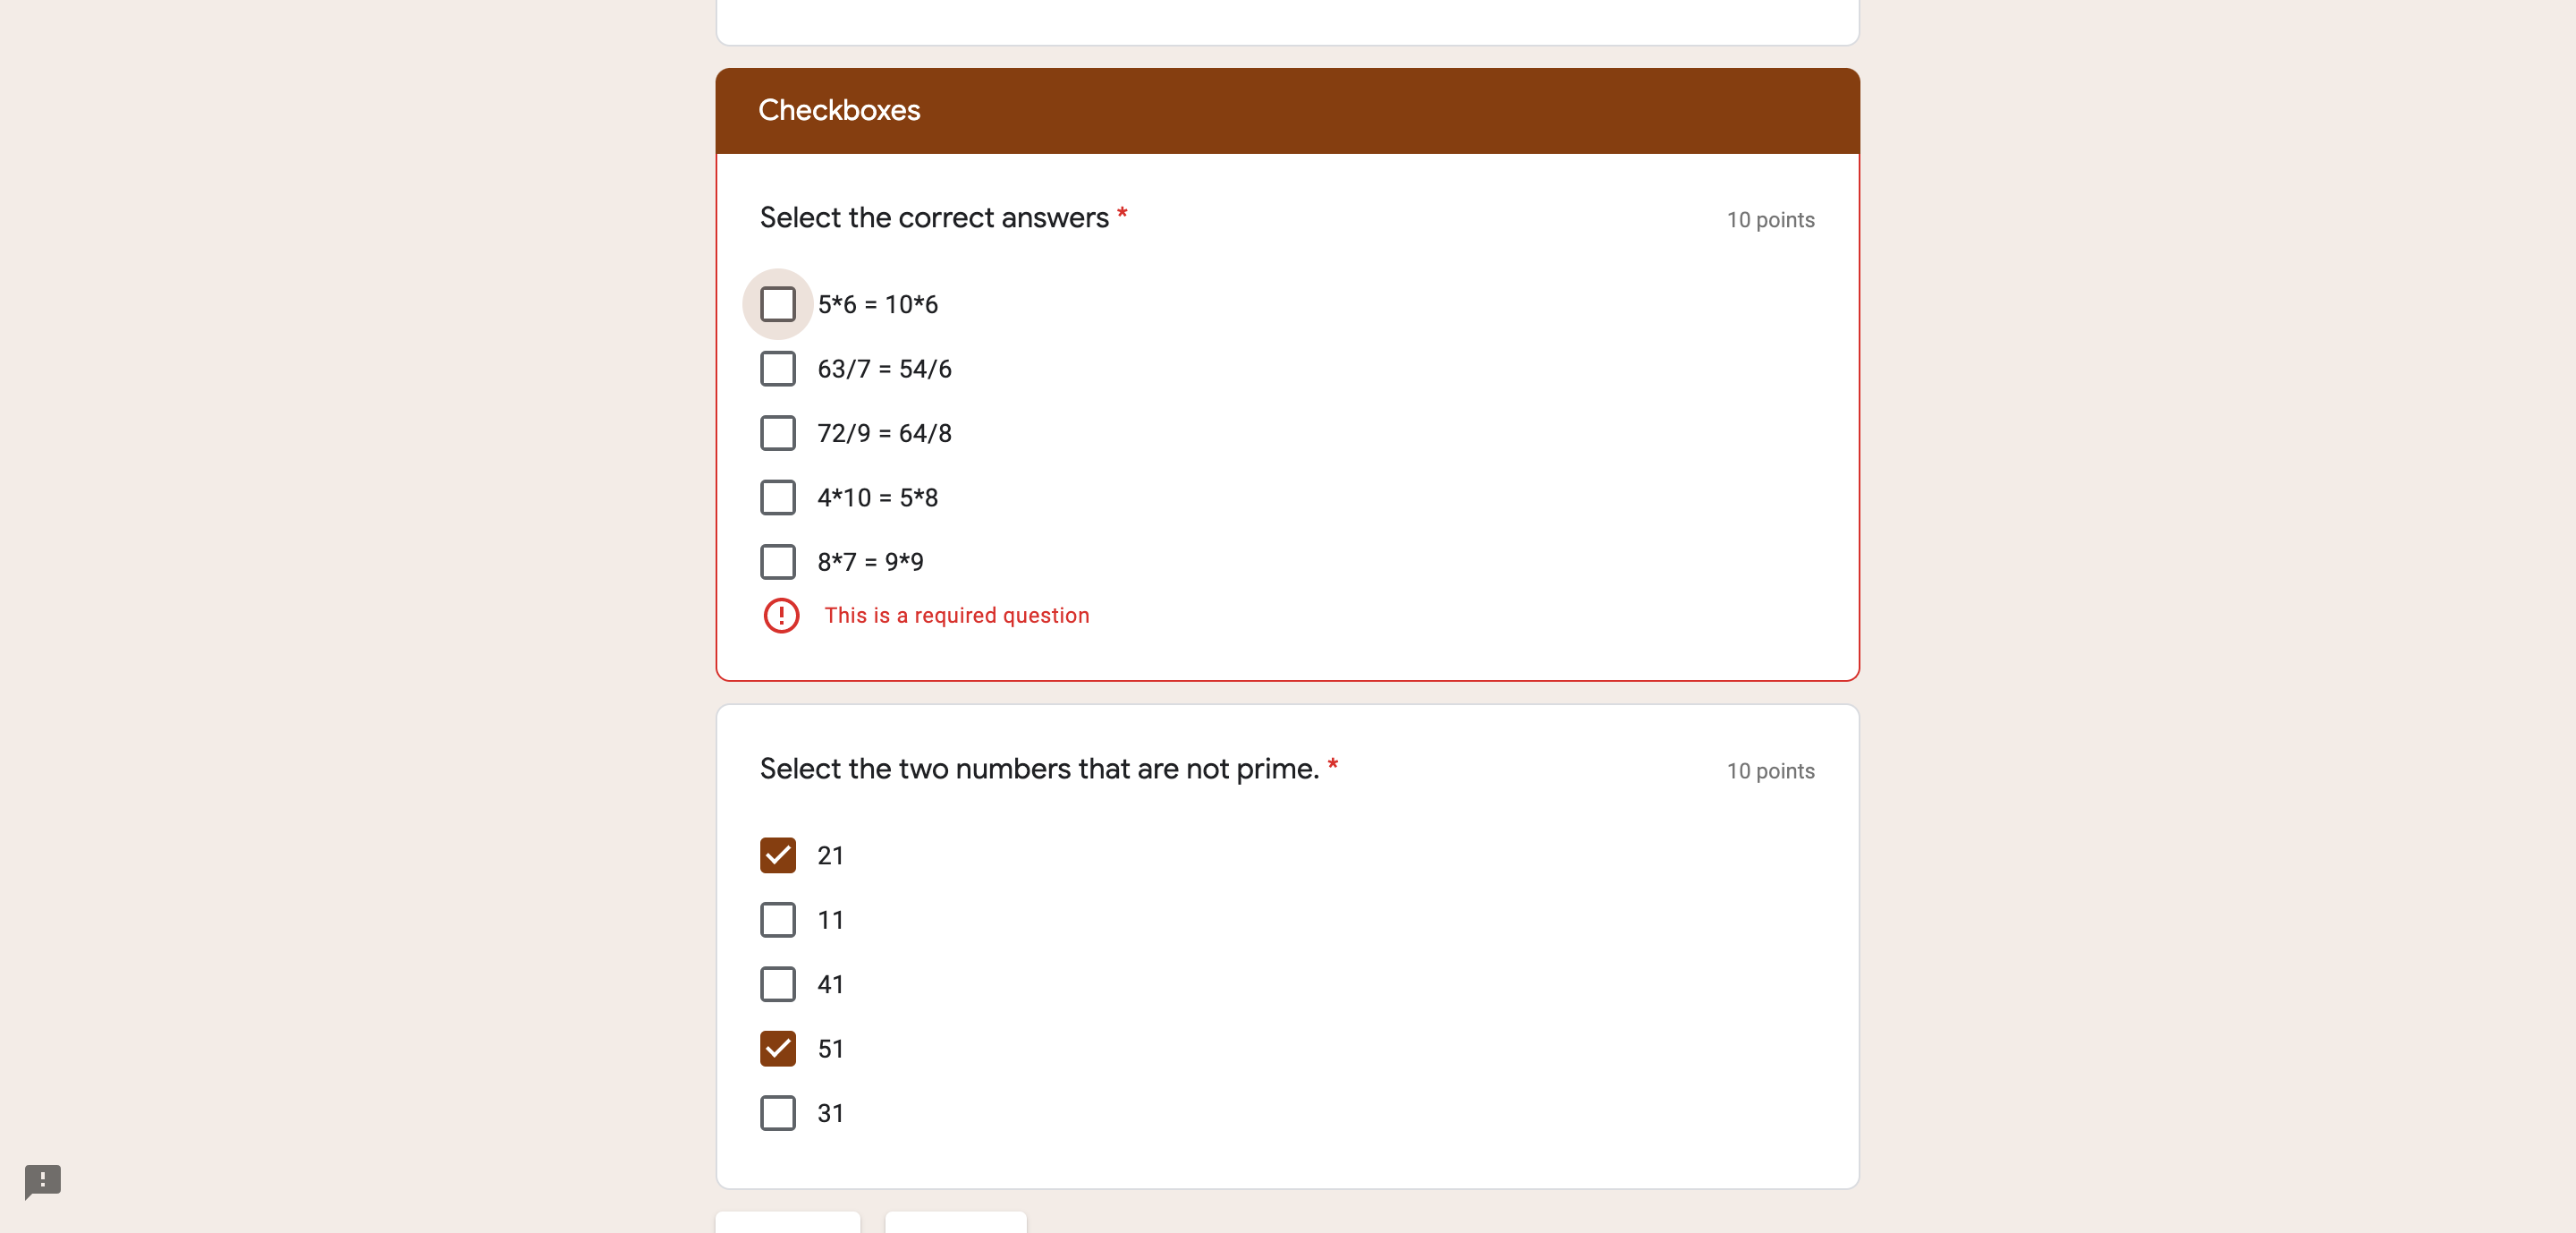 Checkboxes
Select the correct answers *
10 points
5*6 = 10*6
63/7 = 54/6
72/9 = 64/8
4*10 = 5*8
8*7 = 9*9
This is a required question
Select the two numbers that are not prime. *
10 points
21
11
41
51
31